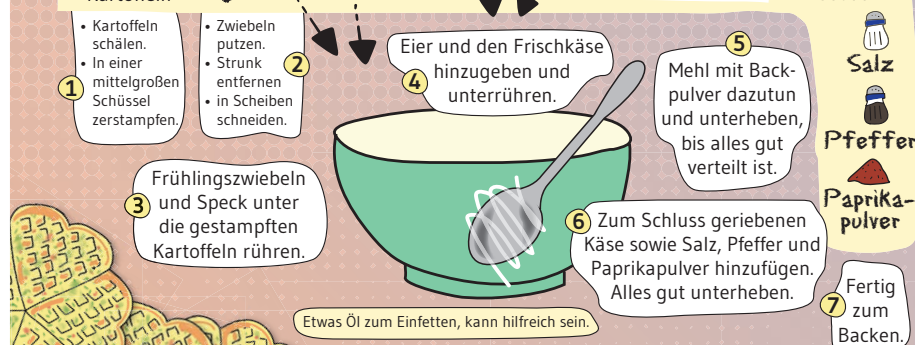 • Kartoffeln
schälen.
• In einer
mittelgroßen
Schüssel
zerstampfen.
1
• Zwiebeln
putzen.
• Strunk
entfernen
• in Scheiben
schneiden.
2
Eier und den Frischkäse
hinzugeben und
unterrühren.
4
5
Mehl mit Back-
pulver dazutun
und unterheben,
bis alles gut
verteilt ist.
Salz
Pfeffer
Paprika-
pulver
3
Frühlingszwiebeln
und Speck unter
die gestampften
Kartoffeln rühren.
6
Zum Schluss geriebenen
Käse sowie Salz, Pfeffer und
Paprikapulver hinzufügen.
Alles gut unterheben.
7
Fertig
zum
Backen.
Etwas Öl zum Einfetten, kann hilfreich sein.